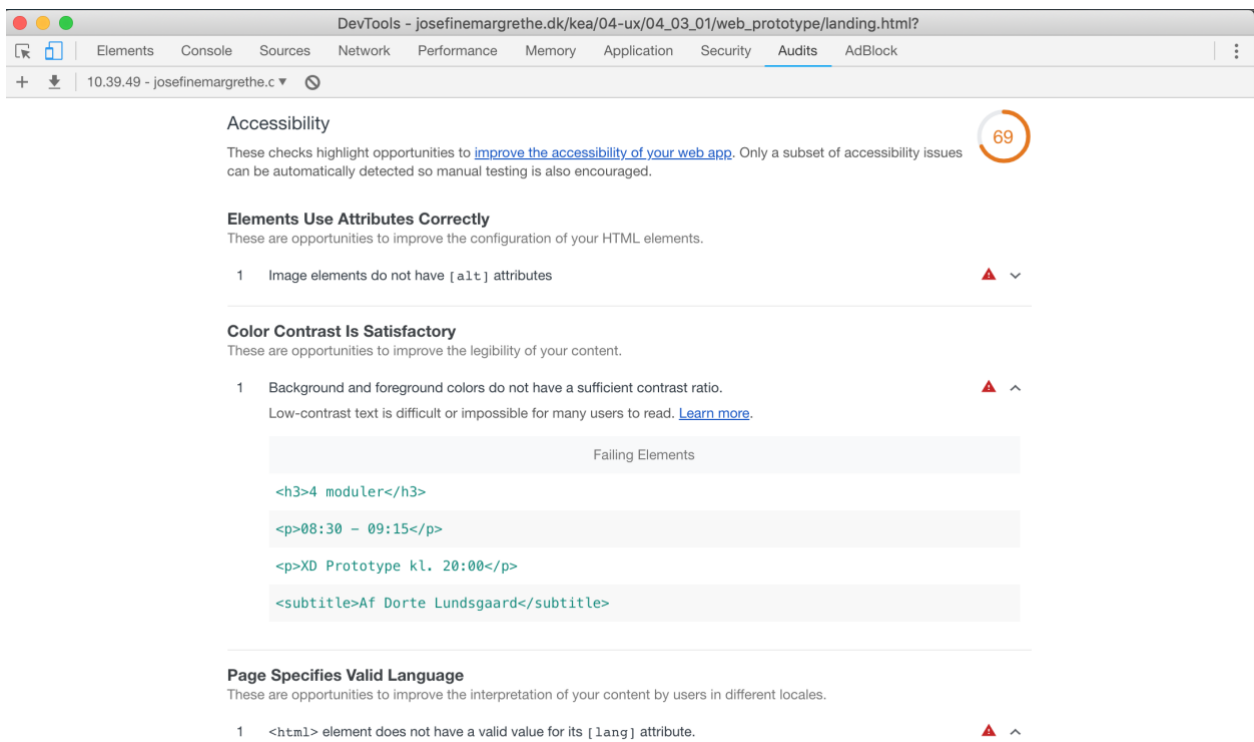 DevTools - josefinemargrethe.dk/kea/04-ux/04_03_01/web_prototype/landing.html?
Elements Console Sources Network Performance Memory Application Security Audits AdBlock
10.39.49 - josefinemargrethe.c
Accessibility
69
These checks highlight opportunities to improve the accessibility of your web app. Only a subset of accessibility issues
can be automatically detected so manual testing is also encouraged.
Elements Use Attributes Correctly
These are opportunities to improve the configuration of your HTML elements.
1 Image elements do not have [alt] attributes
Color Contrast Is Satisfactory
These are opportunities to improve the legibility of your content.
1 Background and foreground colors do not have a sufficient contrast ratio.
Low-contrast text is difficult or impossible for many users to read. Learn more.
Failing Elements
<h3>4 moduler</h3>
<p>08:30 – 09:15</p>
<p>XD Prototype kl. 20:00</p>
<subtitle>Af Dorte Lundsgaard</subtitle>
Page Specifies Valid Language
These are opportunities to improve the interpretation of your content by users in different locales.
1 <html> element does not have a valid value for its [lang] attribute.